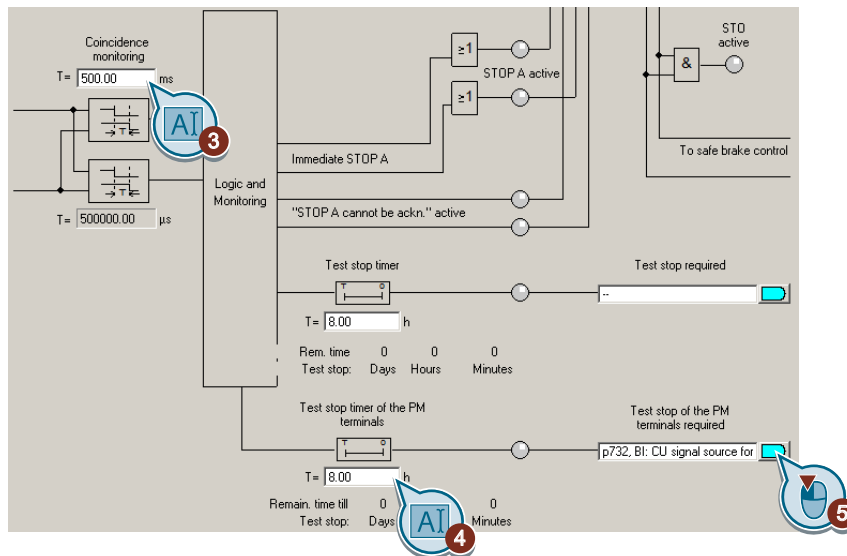 Coincidence
monitoring
T= 500.00 ms
AI
3
T= 500000.00 µs
Logic and
Monitoring
≥1
STOP A active
≥1
Immediate STOP A
"STOP A cannot be ackn." active
STO
active
&
To safe brake control
Test stop timer
T 0
T= 8.00 h
Rem. time 0 0 0
Test stop: Days Hours Minutes
Test stop required
--
Test stop timer of the PM
terminals
T 0
T= 8.00 h
Remain. time till 0 0
Test stop: Days Minutes
AI
4
Test stop of the PM
terminals required
p732, BI: CU signal source for
5